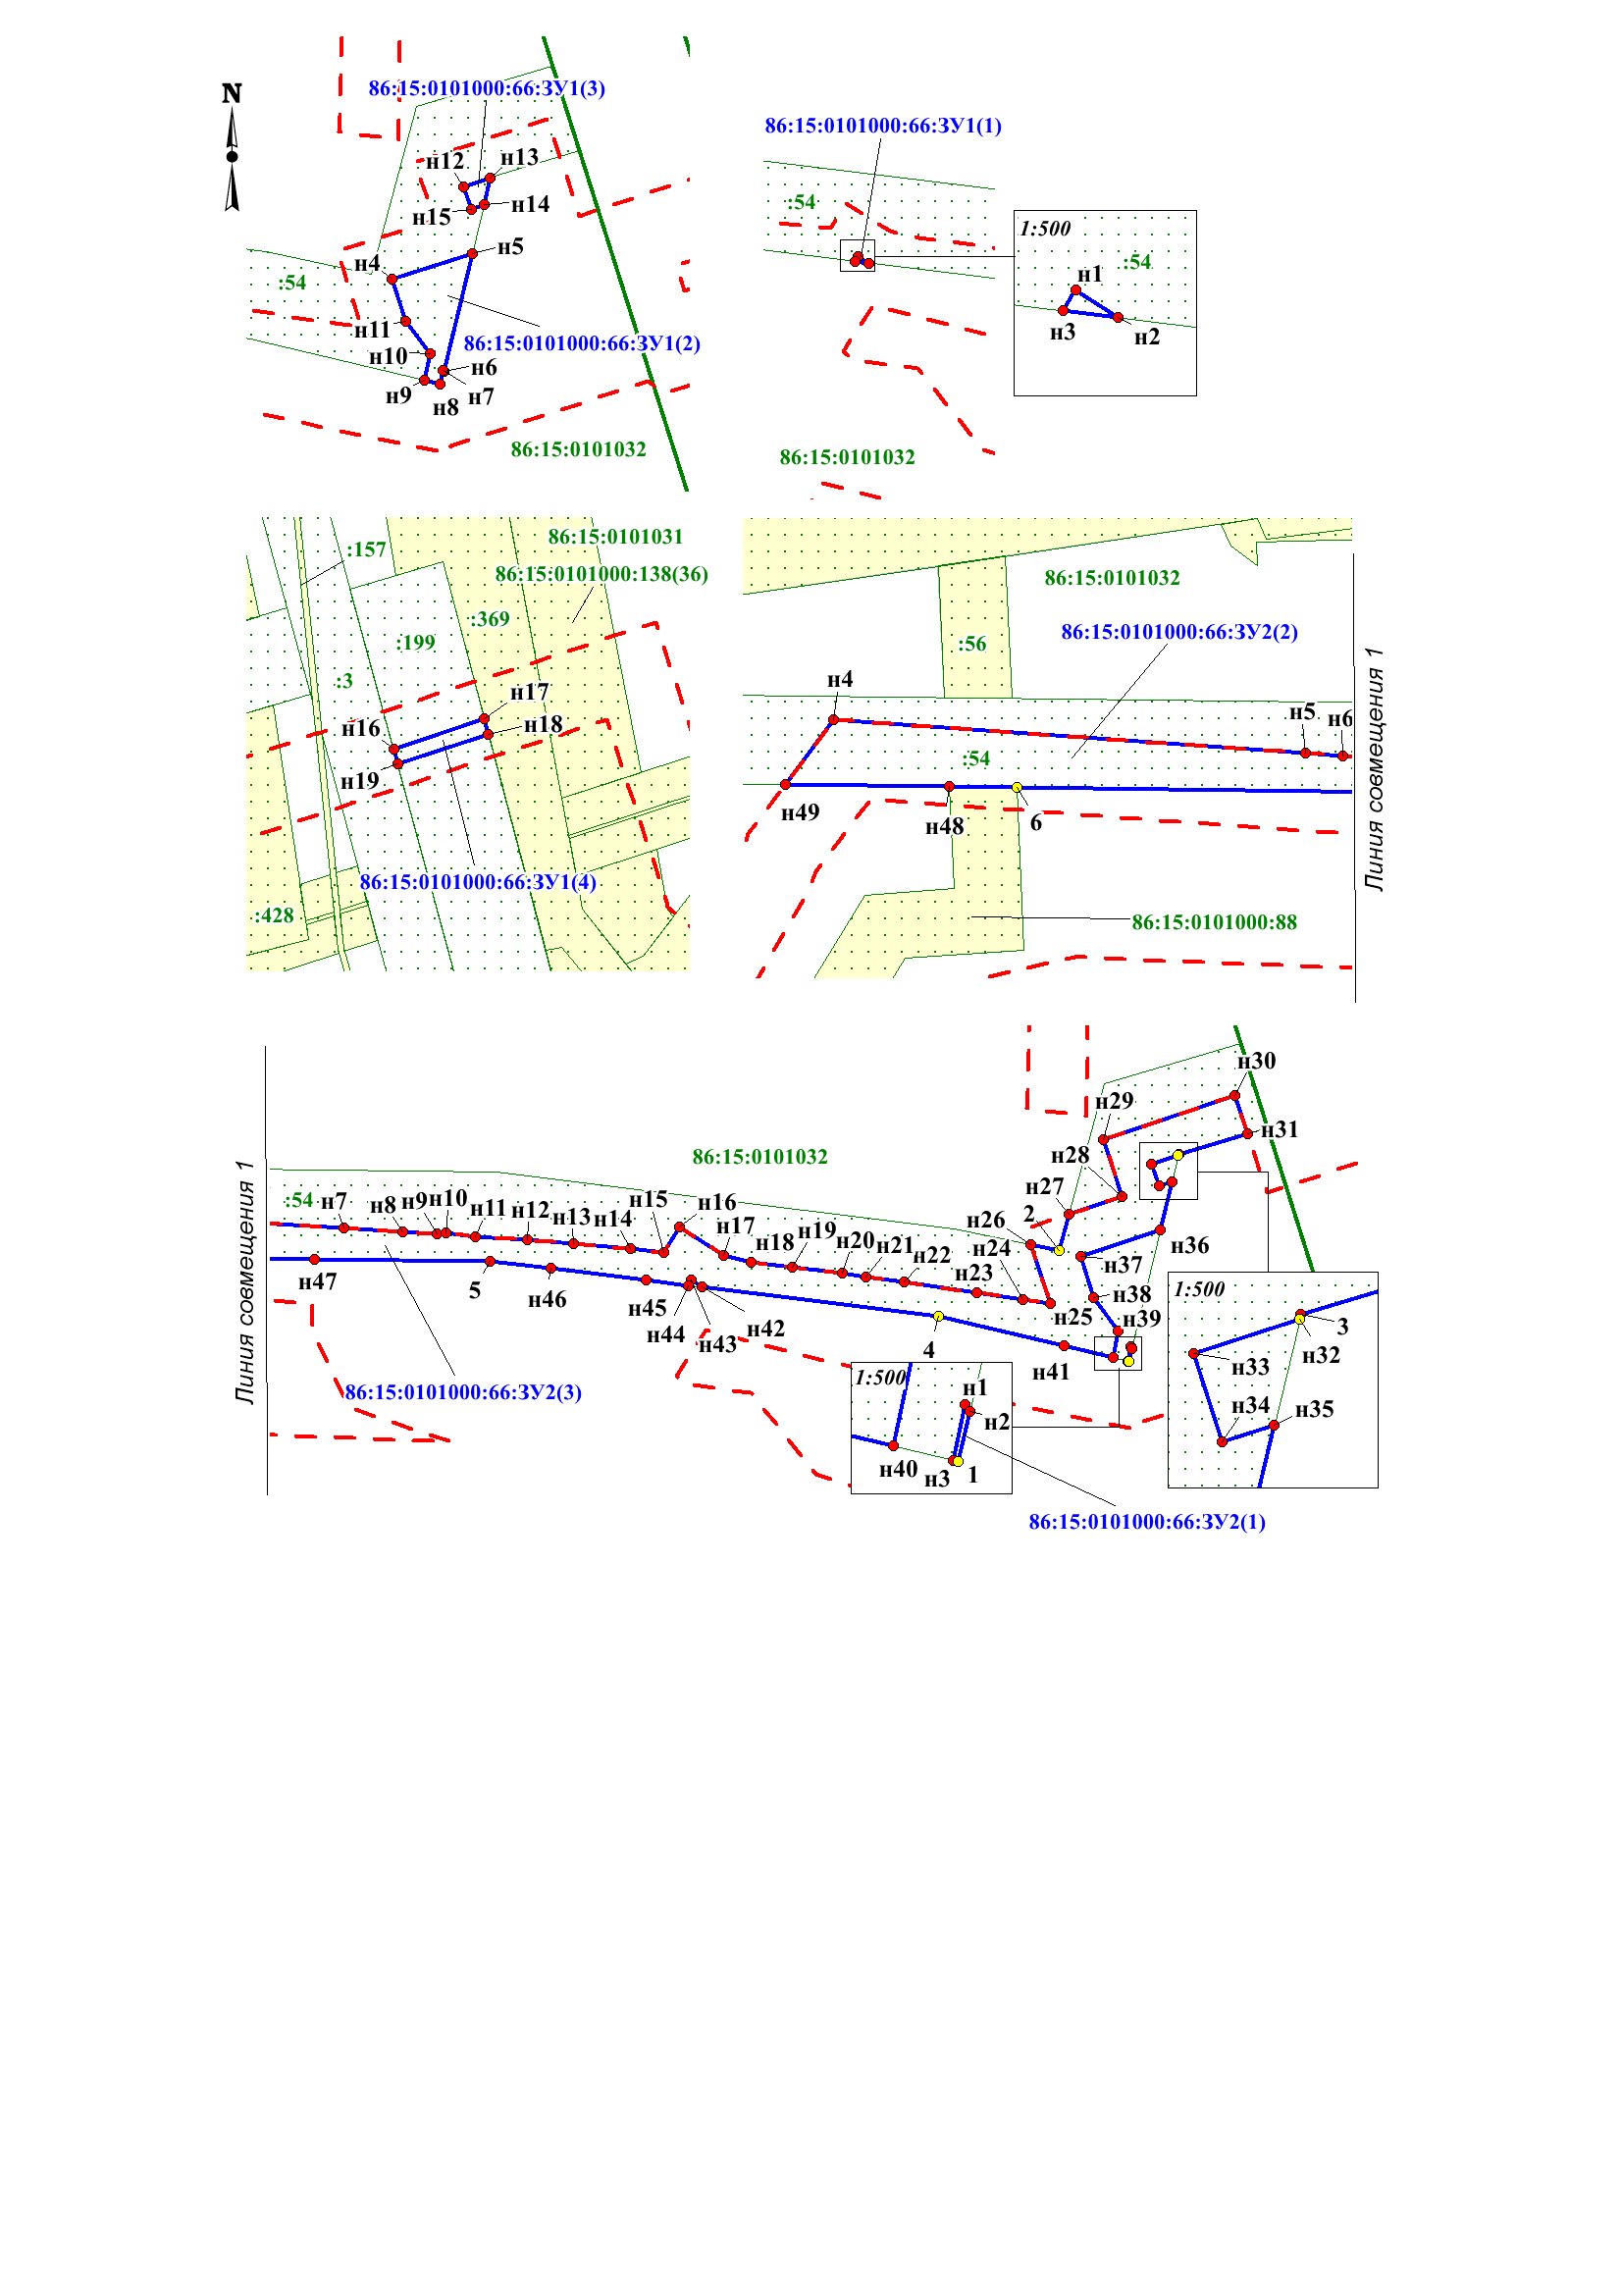 N
86:15:0101000:66:ЗУ1(3)
н12
н13
н15
н14
н5
н4
:54
н11
86:15:0101000:66:ЗУ1(2)
н10
н6
н9
н7
н8
86:15:0101032
86:15:0101000:66:ЗУ1(1)
:54
1:500
:54
н1
н3
н2
86:15:0101032
86:15:0101031
:157
86:15:0101000:138(36)
:369
:199
:3
н17
н16
н18
н19
86:15:0101000:66:ЗУ1(4)
:428
86:15:0101032
:56
86:15:0101000:66:ЗУ2(2)
н4
н5
н6
:54
н49
н48
6
86:15:0101000:88
Линия совмещения 1
Линия совмещения 1
н30
н29
н31
86:15:0101032
н28
:54
н7
н8
н9
н10
н11
н12
н13
н14
н15
н16
н17
н18
н19
н20
н21
н22
н23
н24
н26
н27
2
н36
н37
н38
н25
н39
н47
5
н46
н45
н44
н43
н42
4
н41
86:15:0101000:66:ЗУ2(3)
1:500
н1
н2
н40
н3
1
1:500
3
н32
н33
н34
н35
86:15:0101000:66:ЗУ2(1)